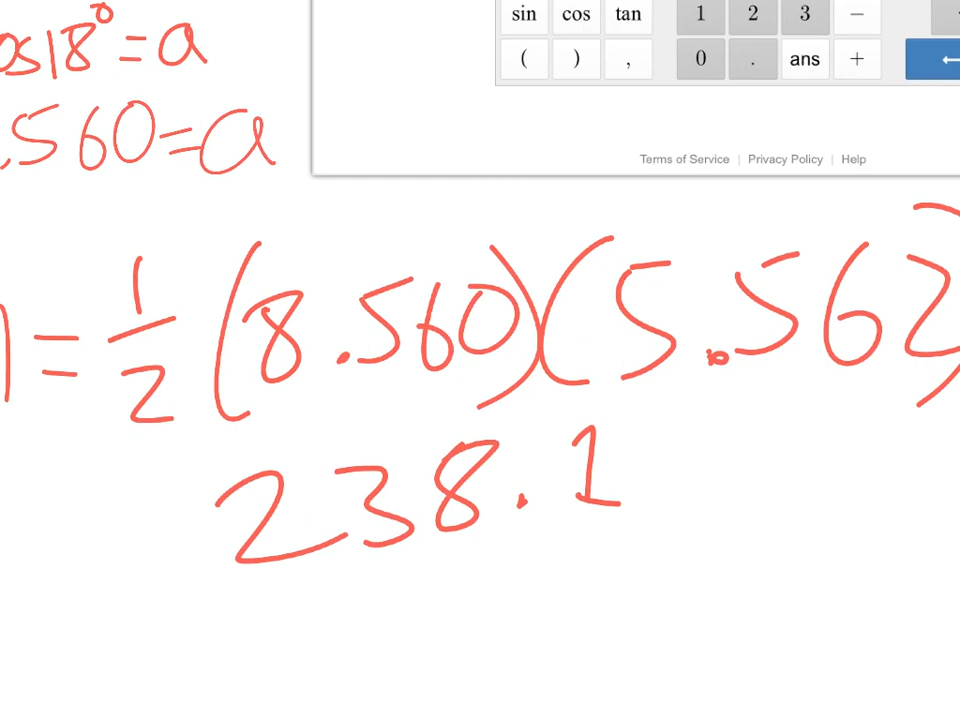 sin cos tan 1 2 3 −
( ) , 0 . ans +
os18° = a
.560 = a
Terms of Service | Privacy Policy | Help
= 1/2 (8.560)(5.562)
238.1